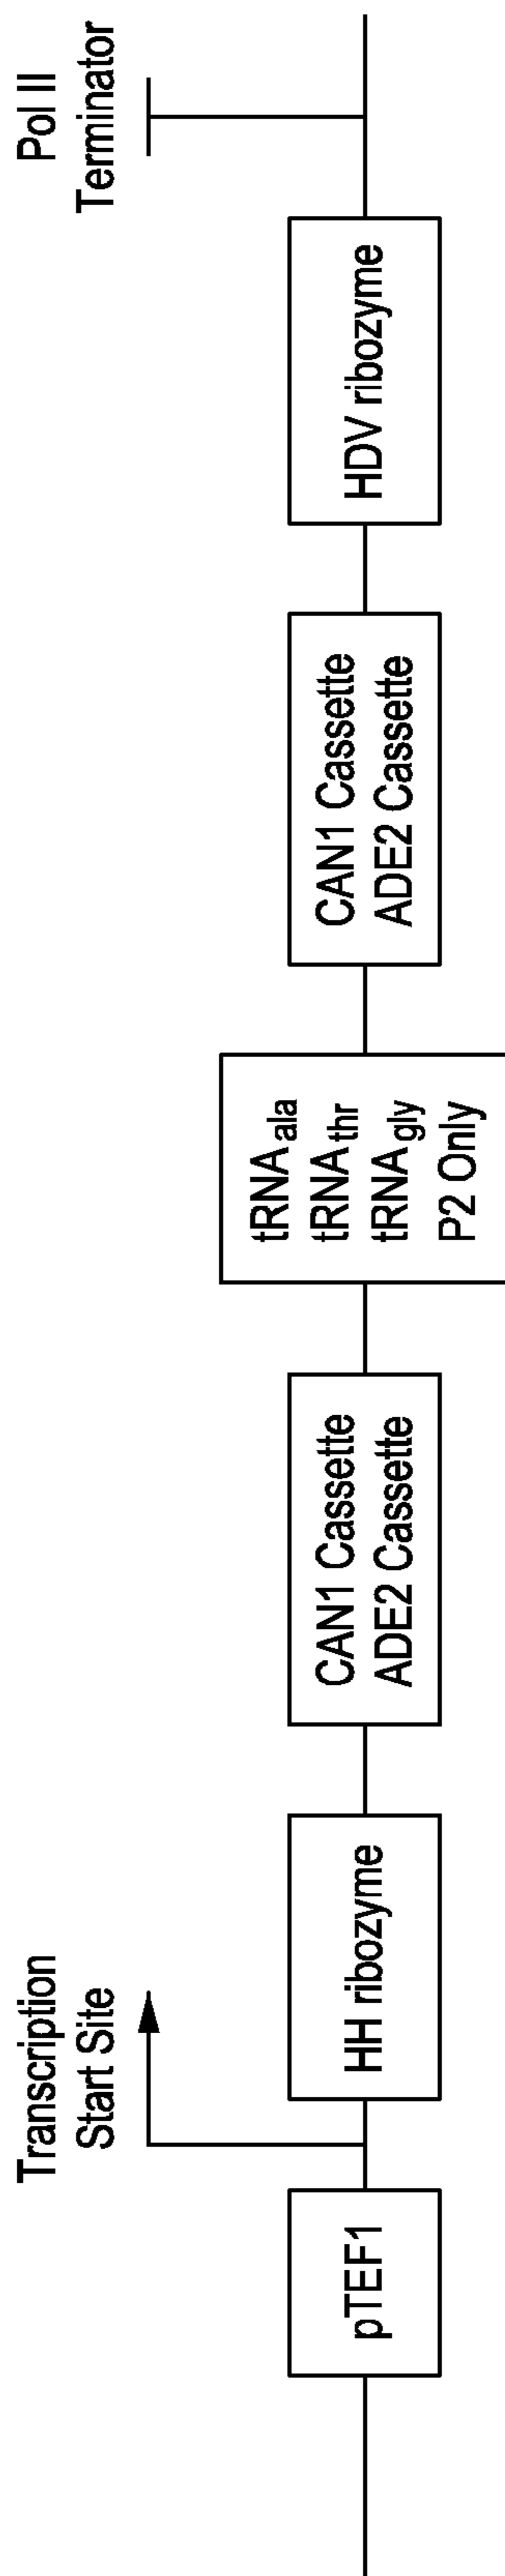 pTEF1
Transcription
Start Site
HH ribozyme
CAN1 Cassette
ADE2 Cassette
tRNAala
tRNAthr
tRNAgly
P2 Only
CAN1 Cassette
ADE2 Cassette
HDV ribozyme
Pol II
Terminator